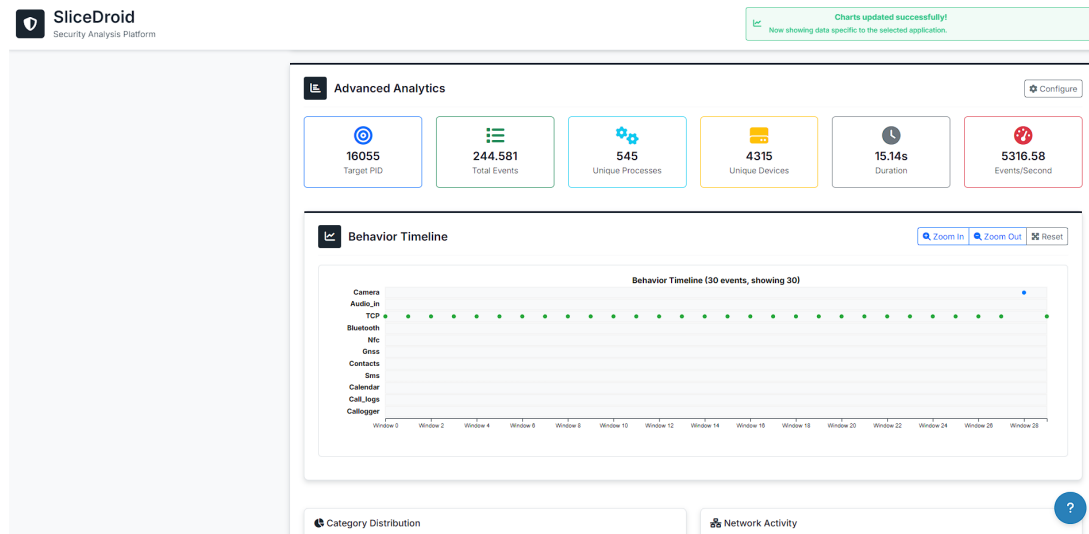 SliceDroid
Security Analysis Platform
Charts updated successfully!
Now showing data specific to the selected application.
Advanced Analytics
Configure
16055
Target PID
244.581
Total Events
545
Unique Processes
4315
Unique Devices
15.14s
Duration
5316.58
Events/Second
Behavior Timeline
Zoom In
Zoom Out
Reset
Behavior Timeline (30 events, showing 30)
Camera
Audio_in
TCP
Bluetooth
Nfc
Gnss
Contacts
Sms
Calendar
Call_logs
Callogger
Window 0
Window 2
Window 4
Window 6
Window 8
Window 10
Window 12
Window 14
Window 16
Window 18
Window 20
Window 22
Window 24
Window 26
Window 28
Category Distribution
Network Activity
?